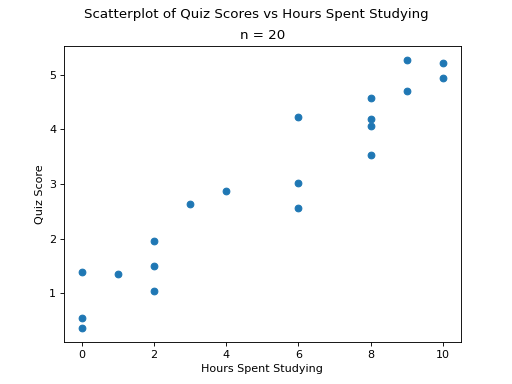 Scatterplot of Quiz Scores vs Hours Spent Studying
n = 20
5
4
3
2
1
Quiz Score
0 2 4 6 8 10
Hours Spent Studying